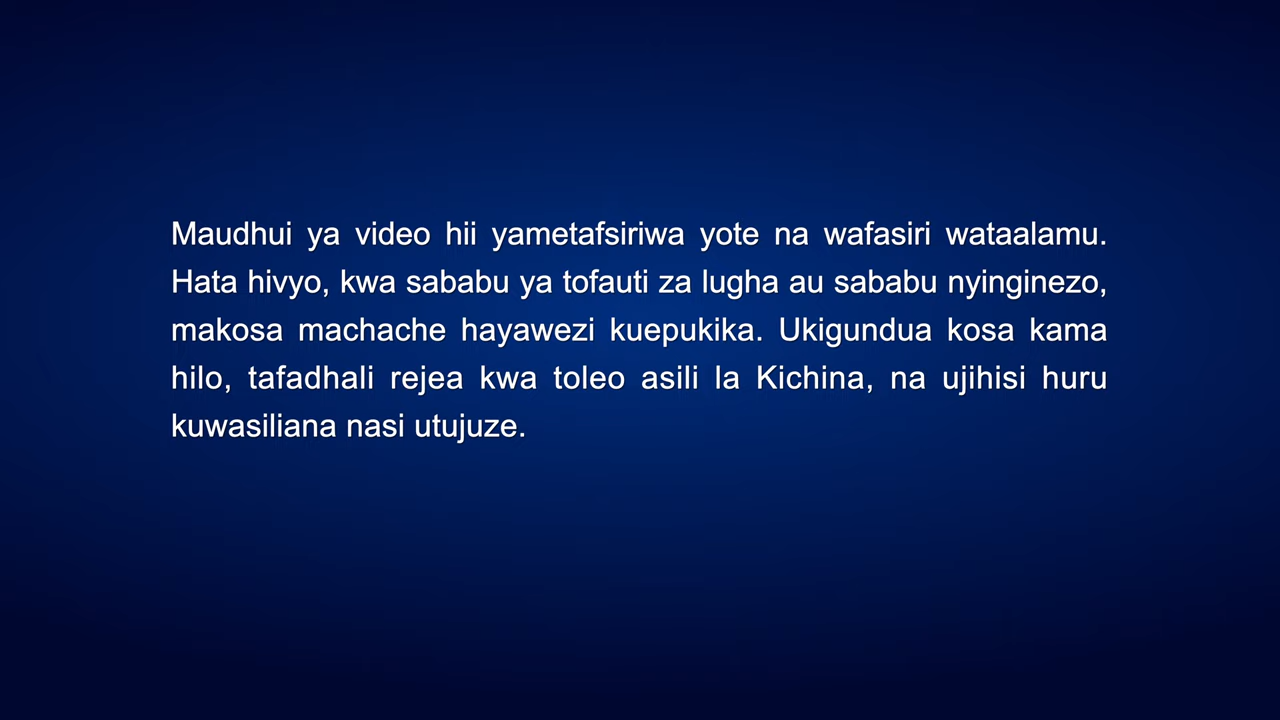 Maudhui ya video hii yametafsiriwa yote na wafasiri wataalamu.
Hata hivyo, kwa sababu ya tofauti za lugha au sababu nyinginezo,
makosa machache hayawezi kuepukika. Ukigundua kosa kama
hilo, tafadhali rejea kwa toleo asili la Kichina, na ujihisi huru
kuwasiliana nasi utujuze.